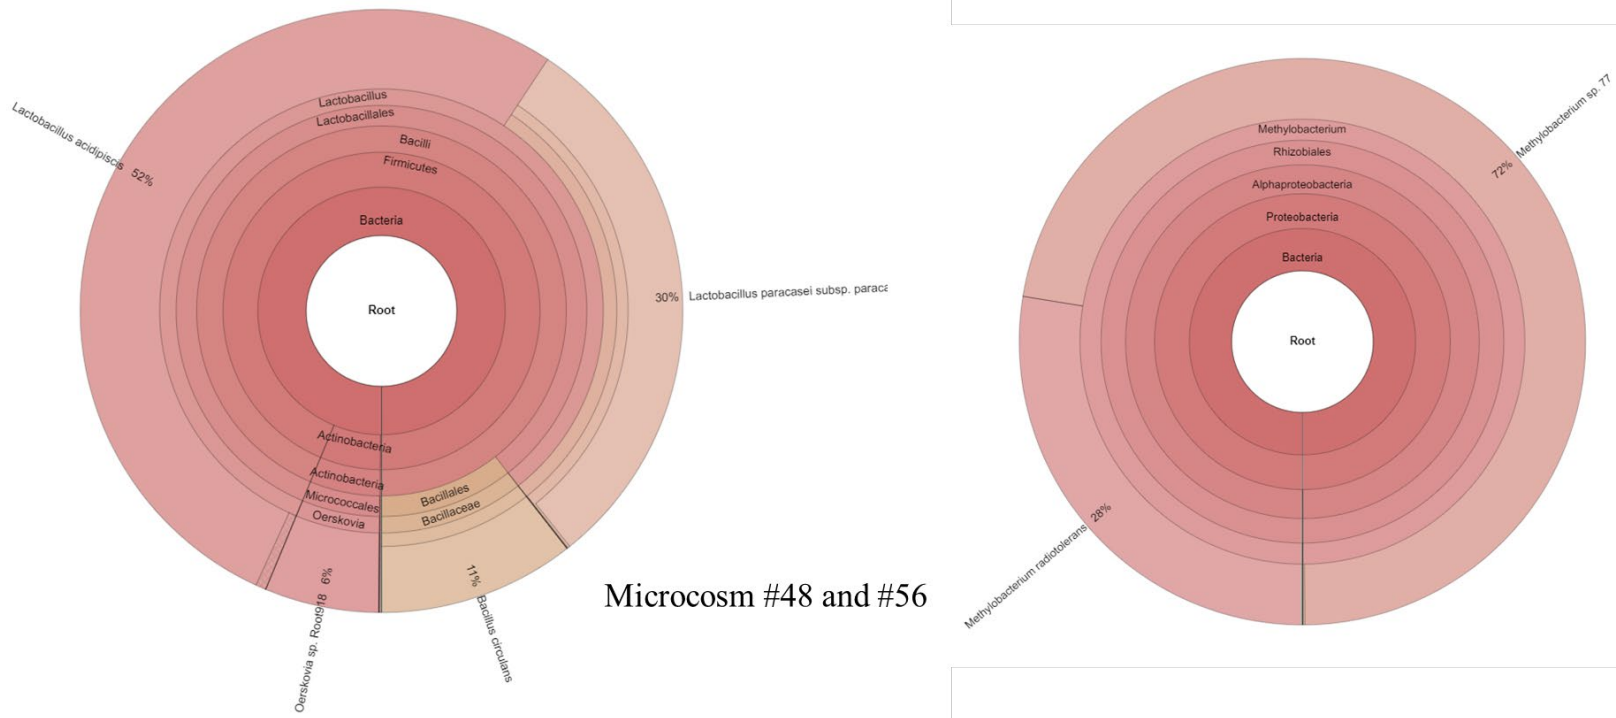 Lactobacillus
Lactobacillales
Bacilli
Firmicutes
Bacteria
Root
Actinobacteria
Actinobacteria
Micrococcales
Oerskovia
Bacillales
Bacillaceae
Lactobacillus acidipiscis 52%
30% Lactobacillus paracasei subsp. paraca
Oerskovia sp. Root918 6%
11% Bacillus circulans
Microcosm #48 and #56
Methylobacterium
Rhizobiales
Alphaproteobacteria
Proteobacteria
Bacteria
Root
72% Methylobacterium sp. 77
Methylobacterium radiotolerans 28%